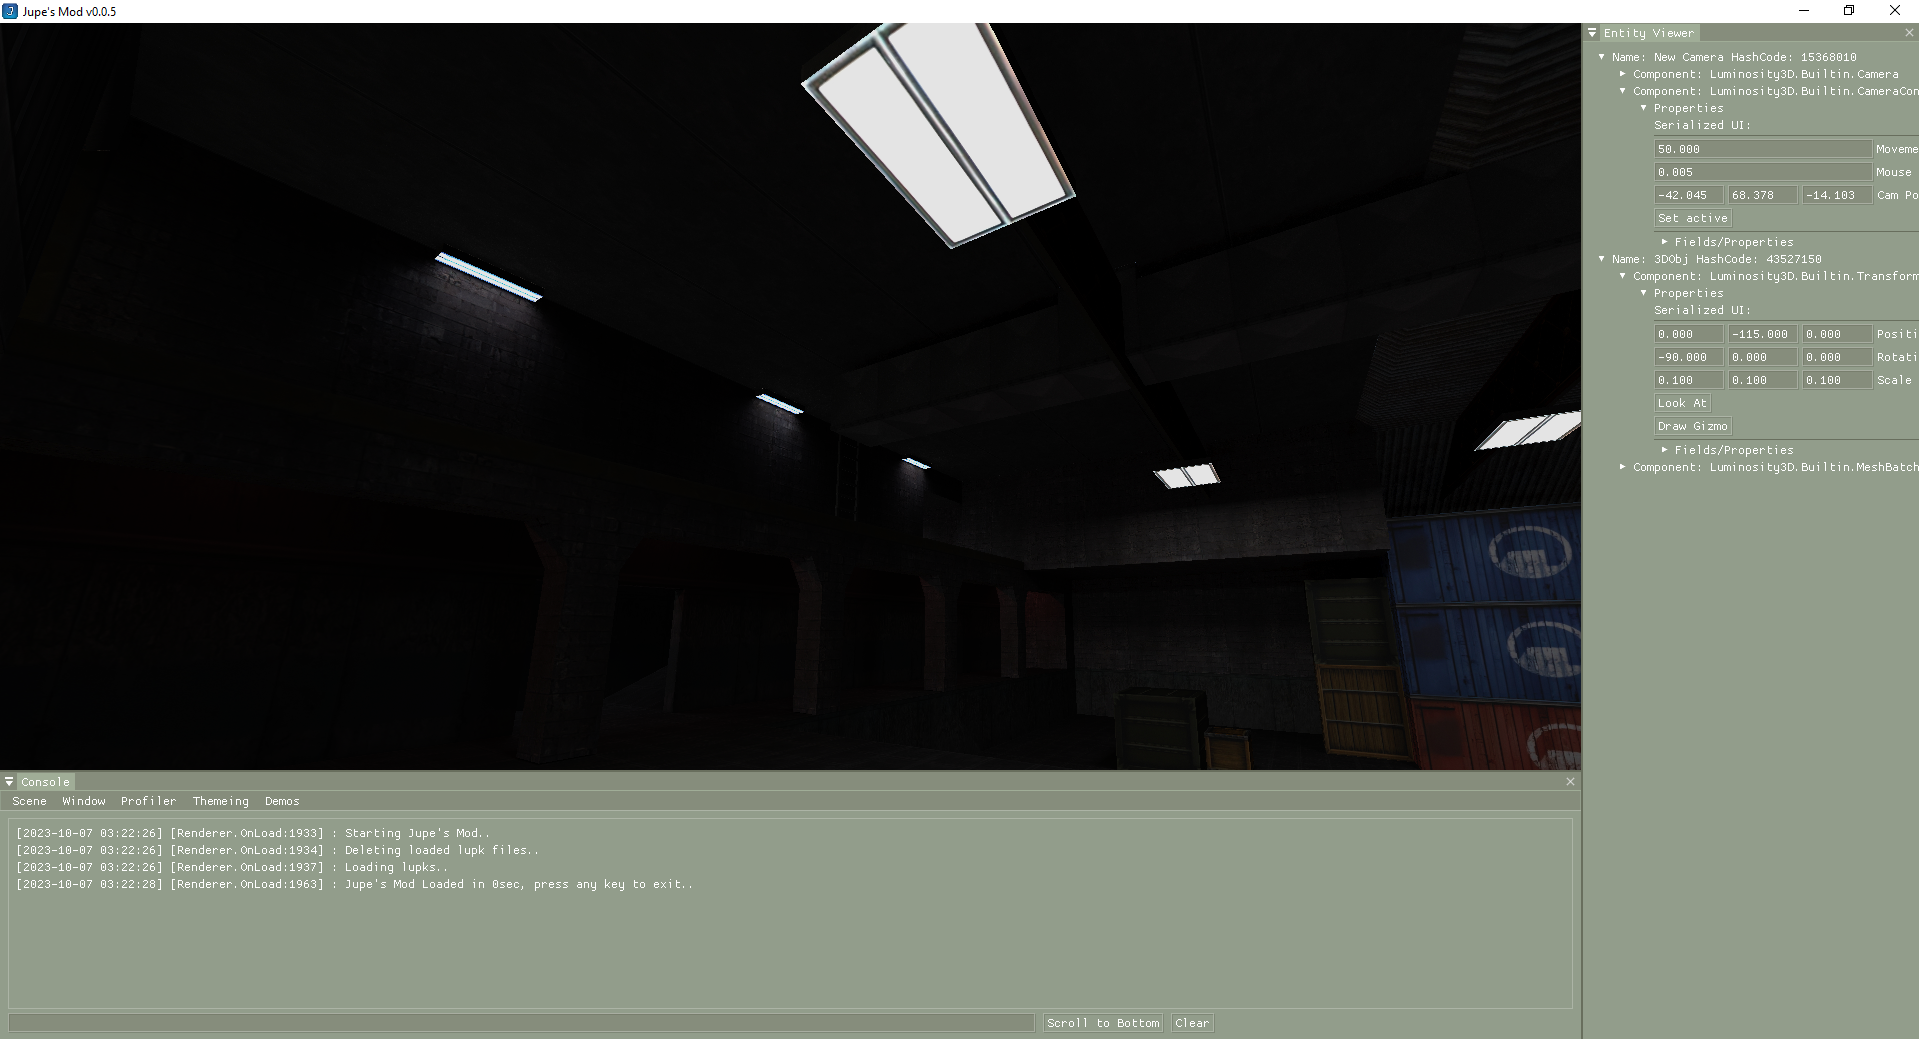 Jupe's Mod v0.0.5
Entity Viewer
Name: New Camera HashCode: 15368010
Component: Luminosity3D.Builtin.Camera
Component: Luminosity3D.Builtin.CameraCon
Properties
Serialized UI:
50.000 Moveme
0.005 Mouse
-42.045 68.378 -14.103 Cam Po
Set active
Fields/Properties
Name: 3DObj HashCode: 43527150
Component: Luminosity3D.Builtin.Transform
Properties
Serialized UI:
0.000 -115.000 0.000 Positi
-90.000 0.000 0.000 Rotati
0.100 0.100 0.100 Scale
Look At
Draw Gizmo
Fields/Properties
Component: Luminosity3D.Builtin.MeshBatch
Console
Scene Window Profiler Themeing Demos
[2023-10-07 03:22:26] [Renderer.OnLoad:1933] : Starting Jupe's Mod..
[2023-10-07 03:22:26] [Renderer.OnLoad:1934] : Deleting loaded lupk files..
[2023-10-07 03:22:26] [Renderer.OnLoad:1937] : Loading lupks..
[2023-10-07 03:22:28] [Renderer.OnLoad:1963] : Jupe's Mod Loaded in 0sec, press any key to exit..
Scroll to Bottom Clear